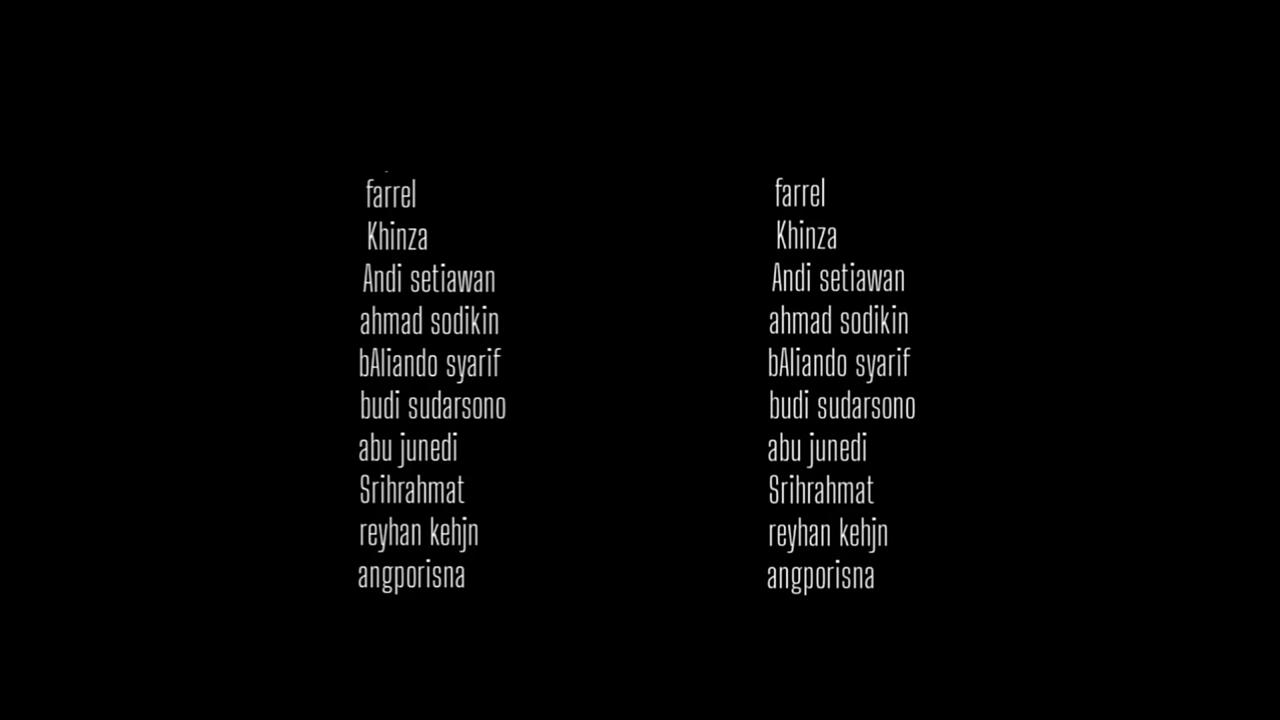 farrel
Khinza
Andi setiawan
ahmad sodikin
bAliando syarif
budi sudarsono
abu junedi
Srihrahmat
reyhan kehjn
angporisna
farrel
Khinza
Andi setiawan
ahmad sodikin
bAliando syarif
budi sudarsono
abu junedi
Srihrahmat
reyhan kehjn
angporisna